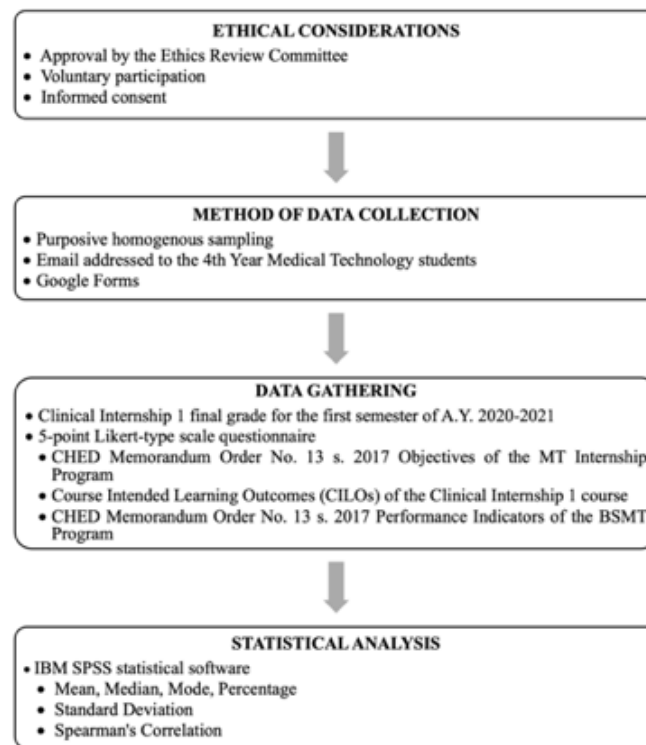 ETHICAL CONSIDERATIONS
• Approval by the Ethics Review Committee
• Voluntary participation
• Informed consent
METHOD OF DATA COLLECTION
• Purposive homogenous sampling
• Email addressed to the 4th Year Medical Technology students
• Google Forms
DATA GATHERING
• Clinical Internship 1 final grade for the first semester of A.Y. 2020-2021
• 5-point Likert-type scale questionnaire
• CHED Memorandum Order No. 13 s. 2017 Objectives of the MT Internship
Program
• Course Intended Learning Outcomes (CILOs) of the Clinical Internship 1 course
• CHED Memorandum Order No. 13 s. 2017 Performance Indicators of the BSMT
Program
STATISTICAL ANALYSIS
• IBM SPSS statistical software
• Mean, Median, Mode, Percentage
• Standard Deviation
• Spearman's Correlation